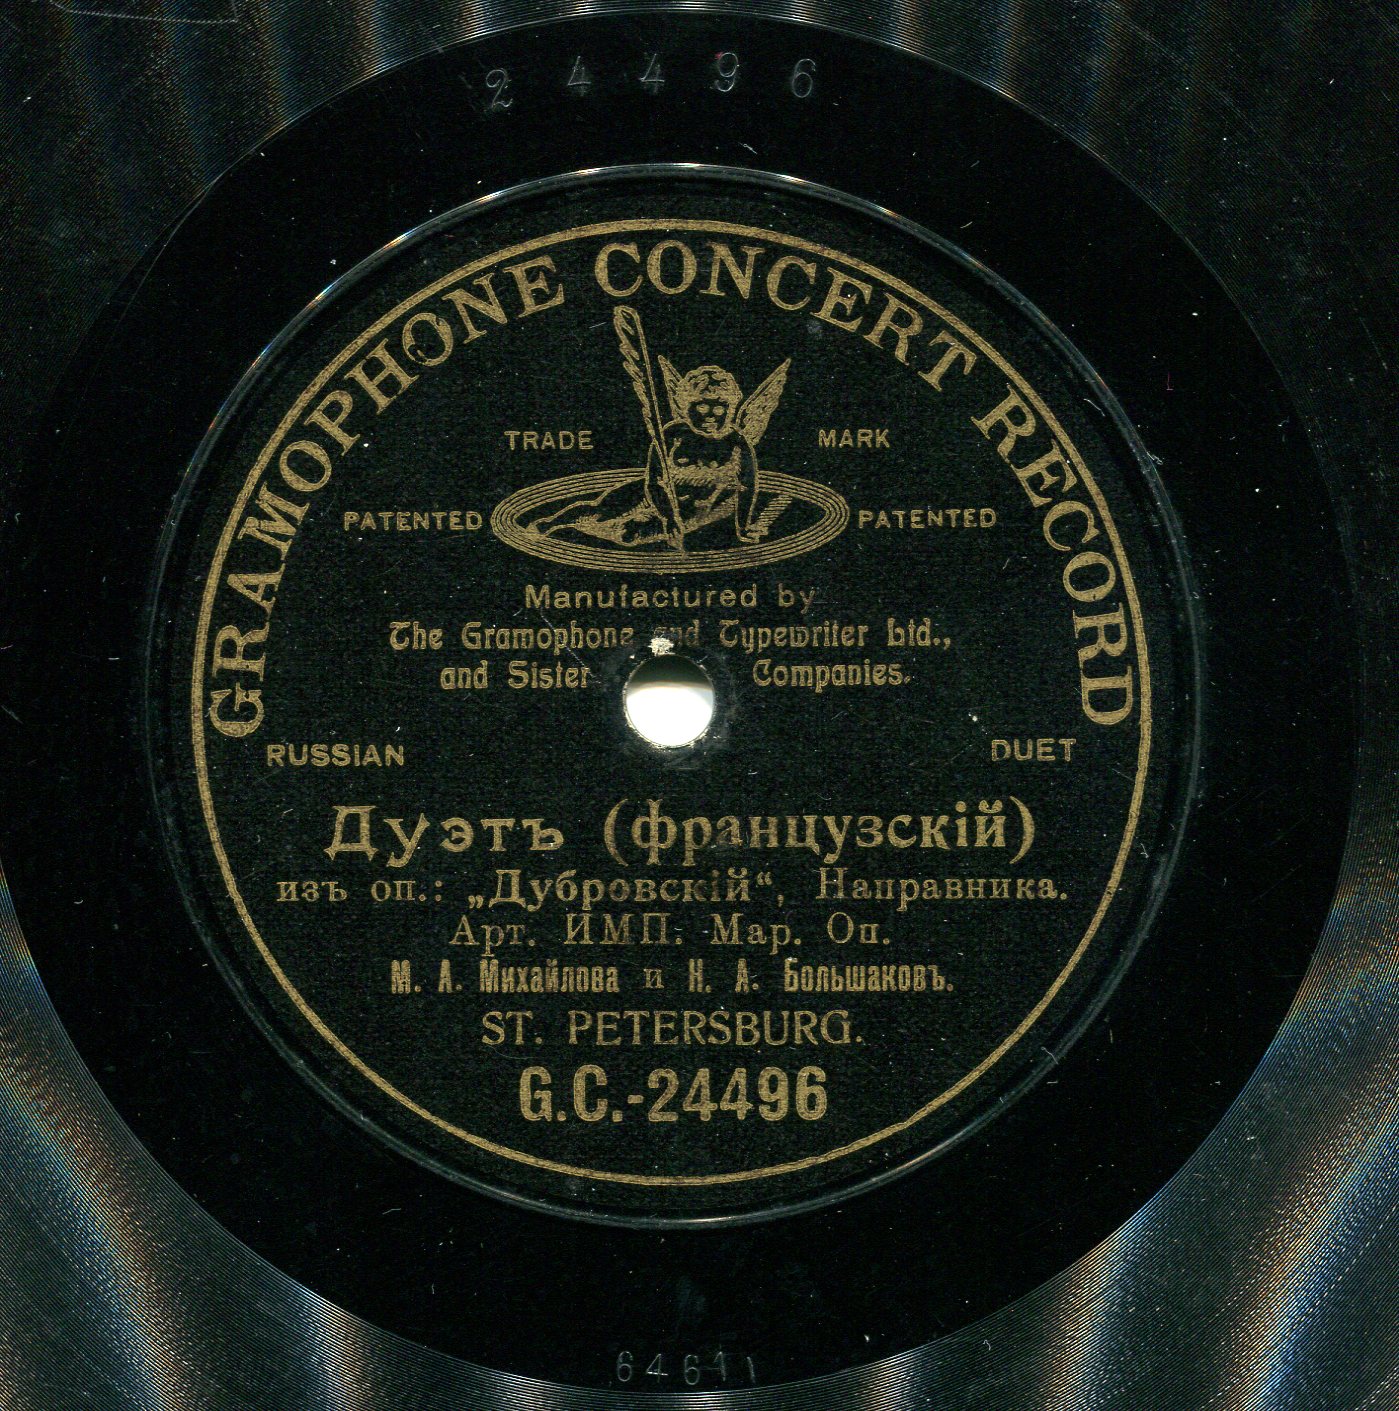 24496
GRAMOPHONE CONCERT RECORD
TRADE MARK
PATENTED PATENTED
Manufactured by
The Gramophone and Typewriter Ltd.,
and Sister Companies.
RUSSIAN DUET
Дуэтъ (французскій)
изъ оп.: „Дубровскій“, Направника.
Арт. ИМП. Мар. Оп.
М. А. Михайлова и Н. А. Большаковъ.
ST. PETERSBURG.
G.C.-24496